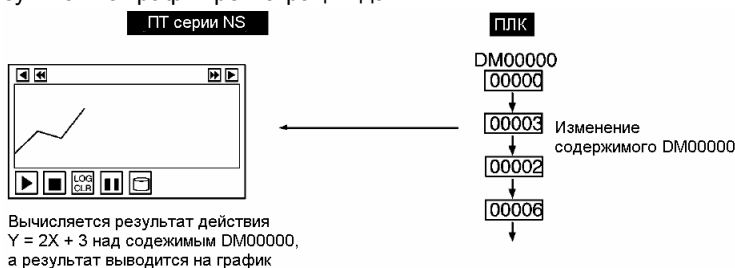 ПТ серии NS
ПЛК
DM00000
00000
00003
Изменение
содержимого DM00000
00002
00006
LOG
CLR
Вычисляется результат действия
Y = 2X + 3 над содежимым DM00000,
а результат выводится на график